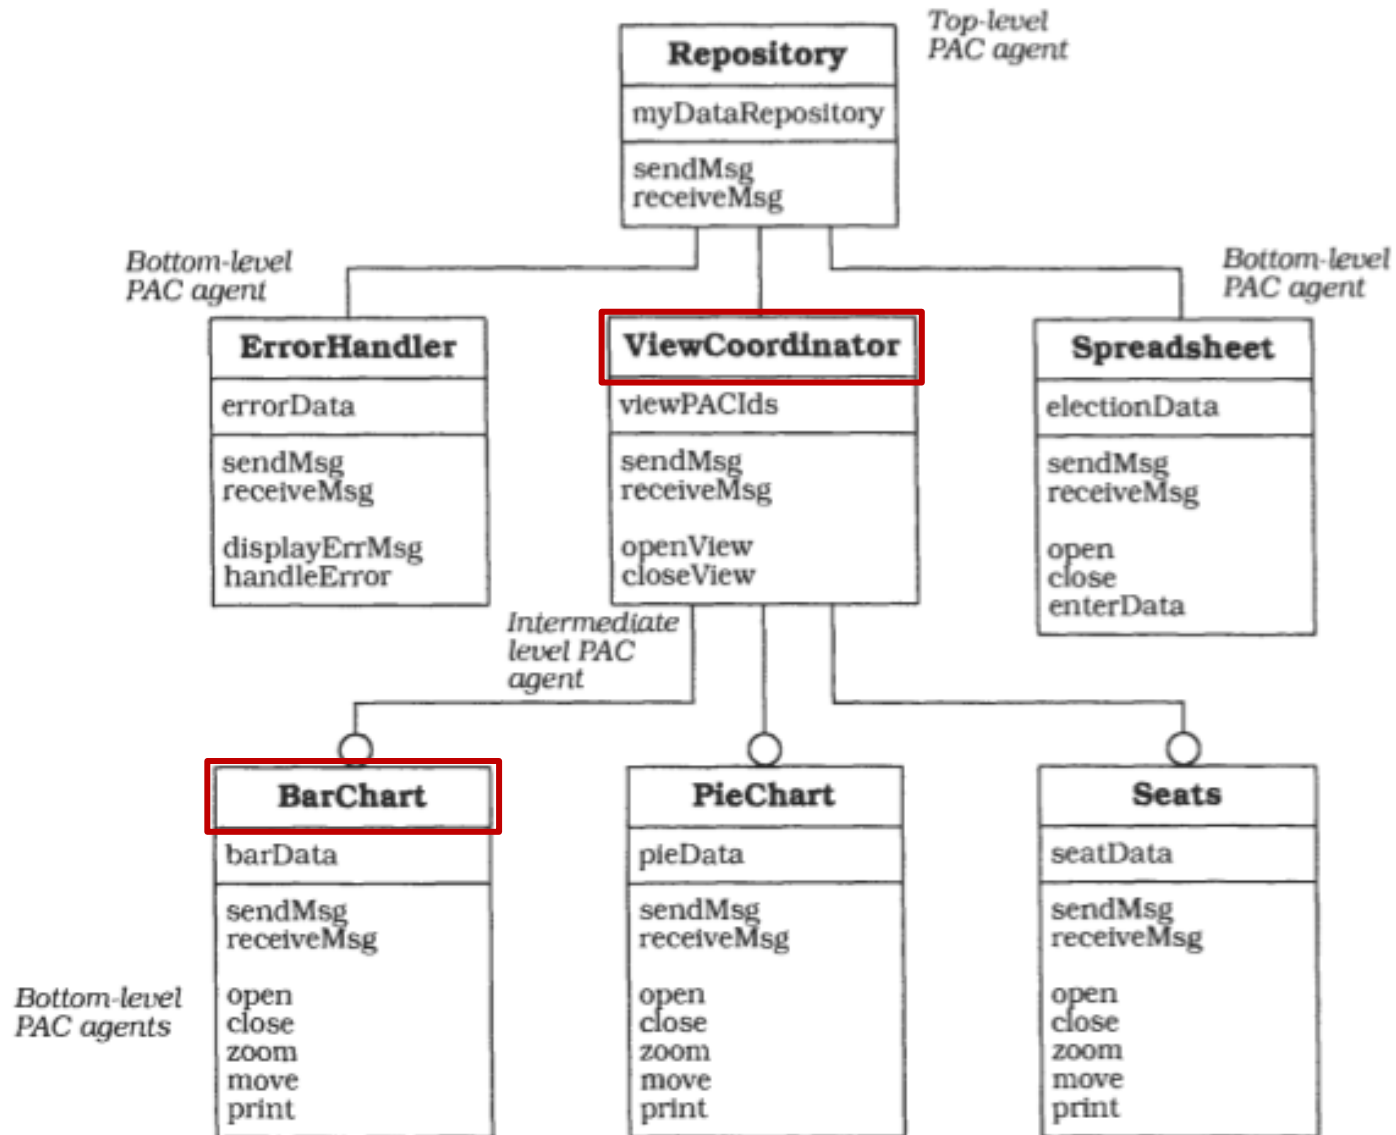 Top-level
PAC agent
Repository
myDataRepository
sendMsg
receiveMsg
Bottom-level
PAC agent
ErrorHandler
errorData
sendMsg
receiveMsg
displayErrMsg
handleError
ViewCoordinator
viewPACIds
sendMsg
receiveMsg
openView
closeView
Intermediate
level PAC
agent
Bottom-level
PAC agent
Spreadsheet
electionData
sendMsg
receiveMsg
open
close
enterData
Bottom-level
PAC agents
BarChart
barData
sendMsg
receiveMsg
open
close
zoom
move
print
PieChart
pieData
sendMsg
receiveMsg
open
close
zoom
move
print
Seats
seatData
sendMsg
receiveMsg
open
close
zoom
move
print